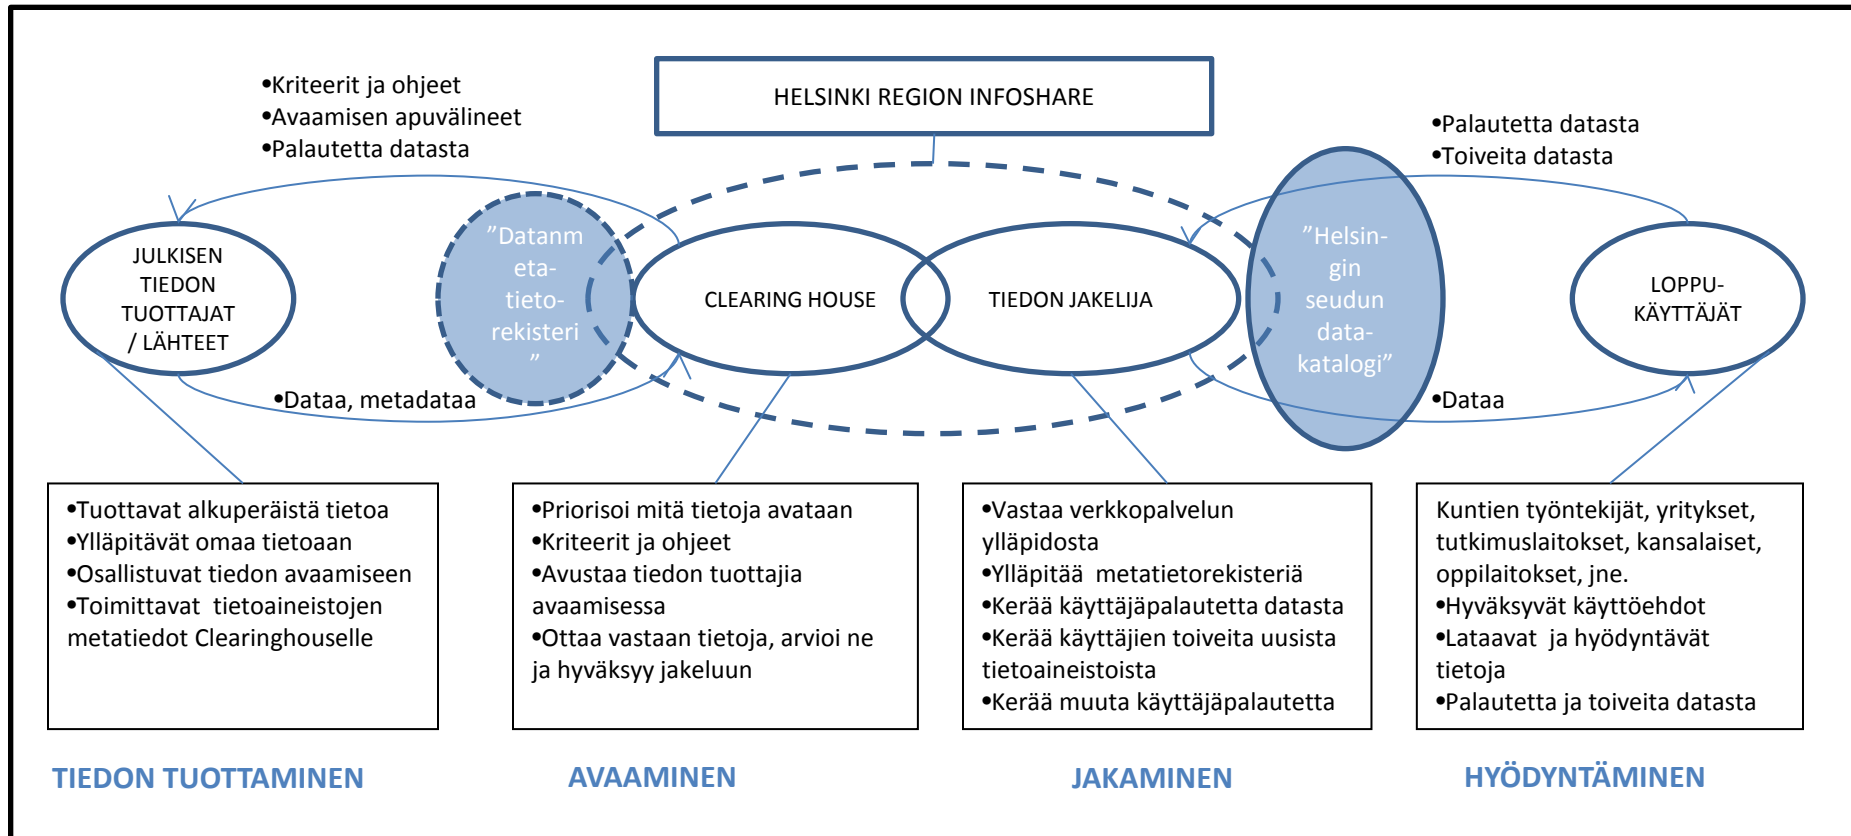 HELSINKI REGION INFOSHARE
•Kriteerit ja ohjeet
•Avaamisen apuvälineet
•Palautetta datasta
•Palautetta datasta
•Toiveita datasta
JULKISEN
TIEDON
TUOTTAJAT
/ LÄHTEET
”Datanm
eta-
tieto-
rekisteri
”
CLEARING HOUSE
TIEDON JAKELIJA
”Helsin-
gin
seudun
data-
katalogi”
LOPPU-
KÄYTTÄJÄT
•Dataa, metadataa
•Dataa
•Tuottavat alkuperäistä tietoa
•Ylläpitävät omaa tietoaan
•Osallistuvat tiedon avaamiseen
•Toimittavat tietoaineistojen
metatiedot Clearinghouselle
•Priorisoi mitä tietoja avataan
•Kriteerit ja ohjeet
•Avustaa tiedon tuottajia
avaamisessa
•Ottaa vastaan tietoja, arvioi ne
ja hyväksyy jakeluun
•Vastaa verkkopalvelun
ylläpidosta
•Ylläpitää metatietorekisteriä
•Kerää käyttäjäpalautetta datasta
•Kerää käyttäjien toiveita uusista
tietoaineistoista
•Kerää muuta käyttäjäpalautetta
Kuntien työntekijät, yritykset,
tutkimuslaitokset, kansalaiset,
oppilaitokset, jne.
•Hyväksyvät käyttöehdot
•Lataavat ja hyödyntävät
tietoja
•Palautetta ja toiveita datasta
TIEDON TUOTTAMINEN
AVAAMINEN
JAKAMINEN
HYÖDYNTÄMINEN